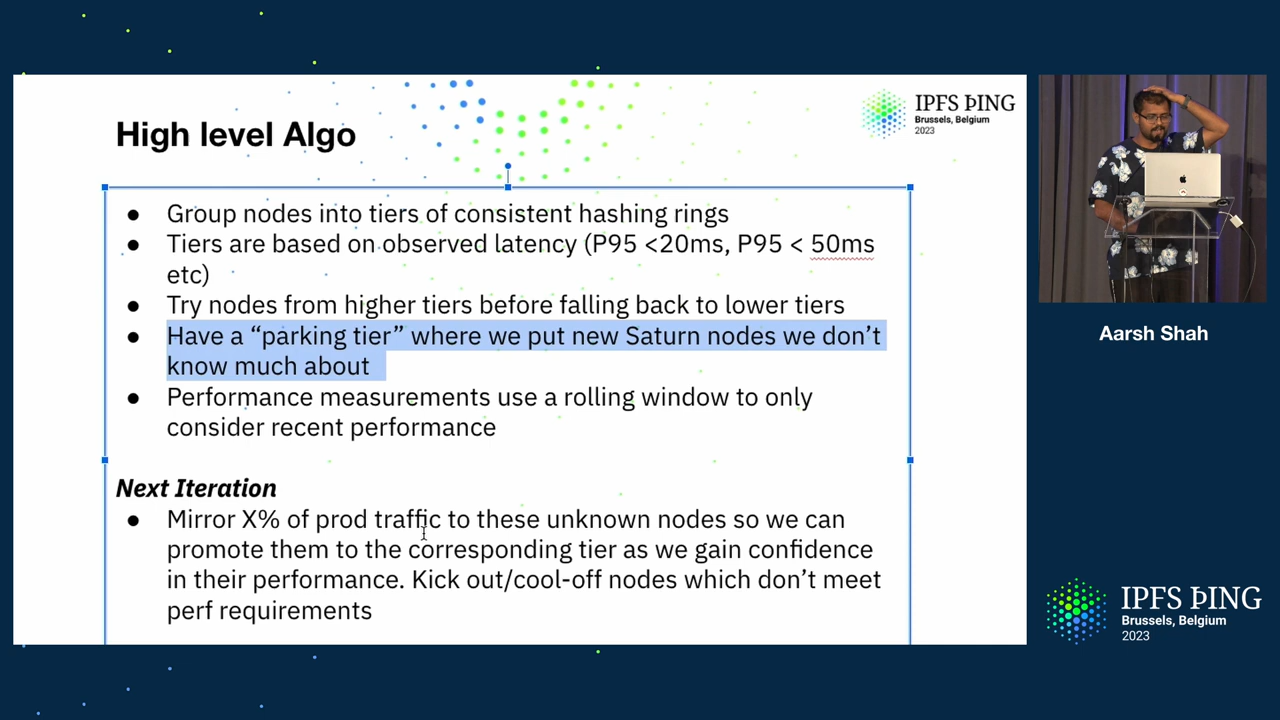 High level Algo
IPFS ÞING
Brussels, Belgium
2023
● Group nodes into tiers of consistent hashing rings
● Tiers are based on observed latency (P95 <20ms, P95 < 50ms
etc)
● Try nodes from higher tiers before falling back to lower tiers
● Have a “parking tier” where we put new Saturn nodes we don’t
know much about
● Performance measurements use a rolling window to only
consider recent performance
Next Iteration
● Mirror X% of prod traffic to these unknown nodes so we can
promote them to the corresponding tier as we gain confidence
in their performance. Kick out/cool-off nodes which don’t meet
perf requirements
Aarsh Shah
IPFS ÞING
Brussels, Belgium
2023